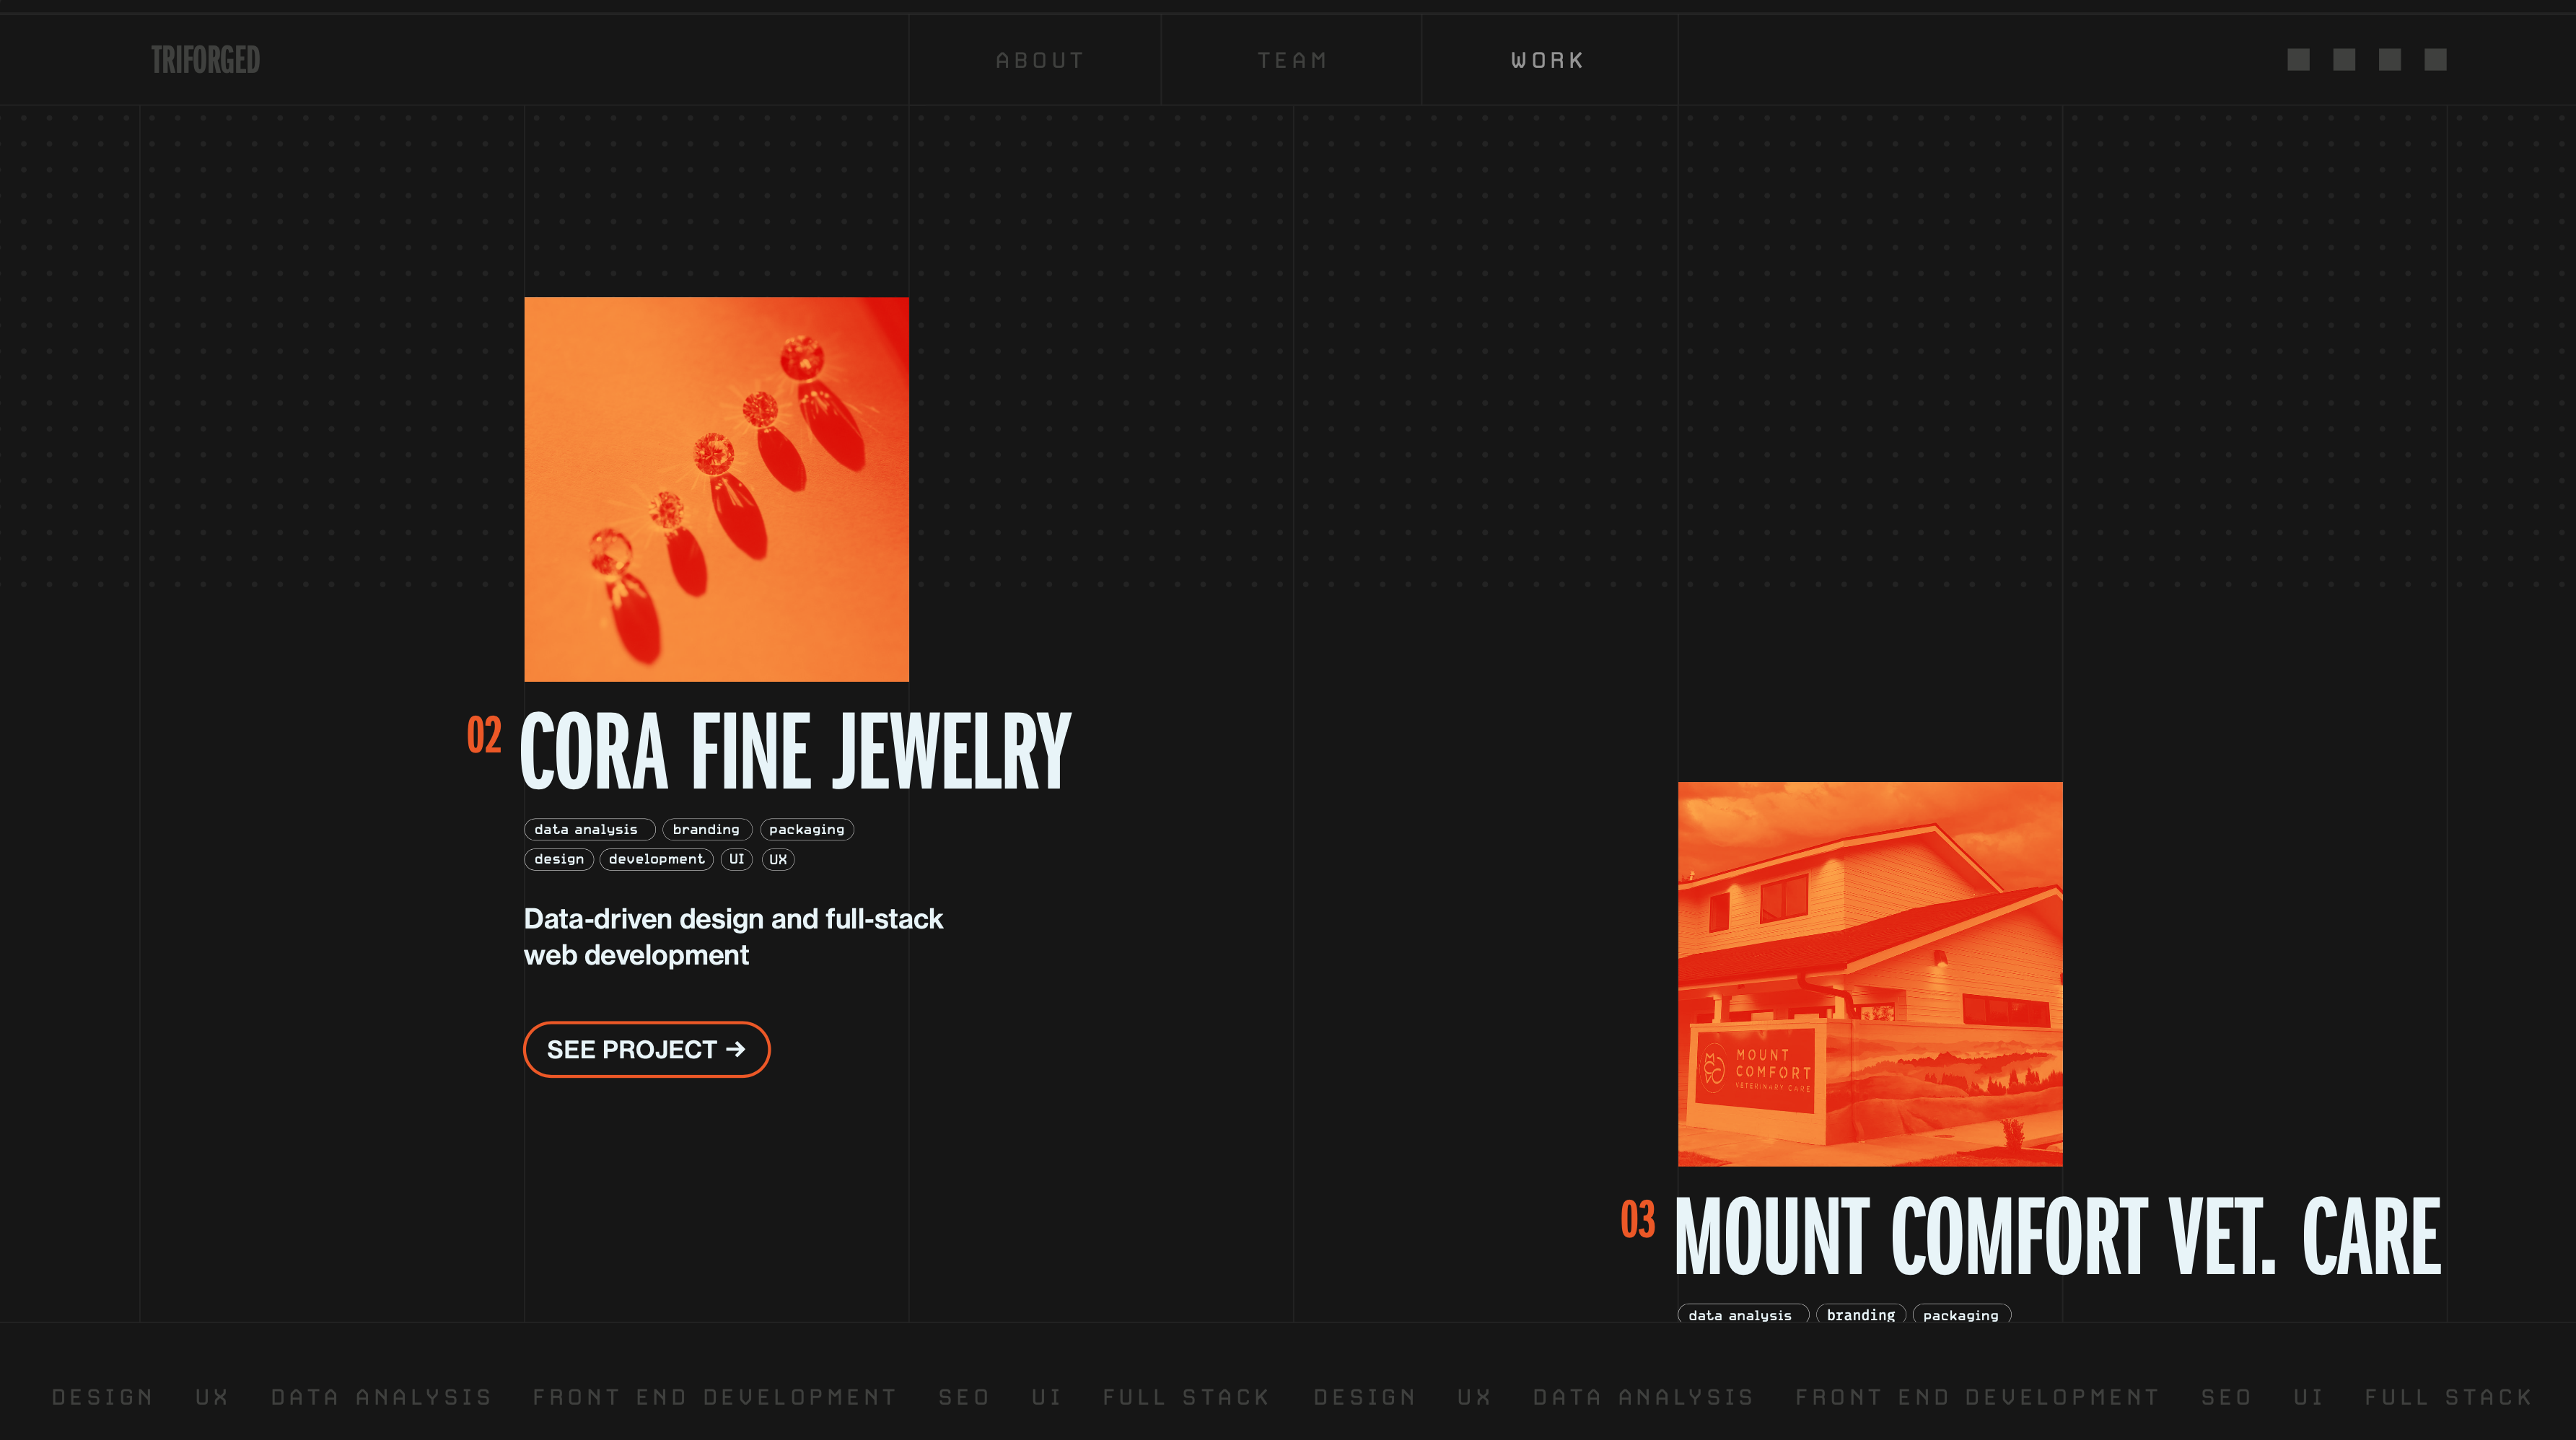 TRIFORGED
ABOUT
TEAM
WORK
02
CORA FINE JEWELRY
data analysis
branding
packaging
design
development
UI
UX
Data-driven design and full-stack
web development
SEE PROJECT →
MOUNT
COMFORT
VETERINARY CARE
03
MOUNT COMFORT VET. CARE
data analysis
branding
packaging
DESIGN UX DATA ANALYSIS FRONT END DEVELOPMENT SEO UI FULL STACK DESIGN UX DATA ANALYSIS FRONT END DEVELOPMENT SEO UI FULL STACK